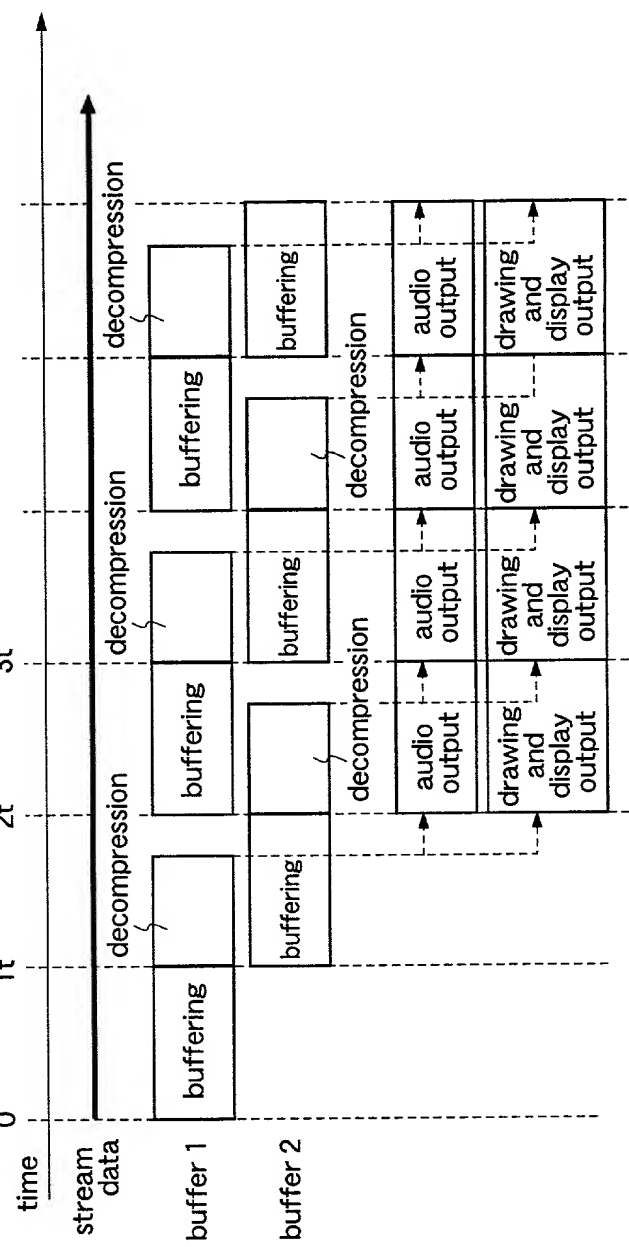 time
0
1t
2t
3t
stream
data
decompression
decompression
decompression
buffer 1
buffering
buffering
buffering
buffer 2
buffering
buffering
buffering
decompression
decompression
audio
output
audio
output
audio
output
audio
output
drawing
and
display
output
drawing
and
display
output
drawing
and
display
output
drawing
and
display
output